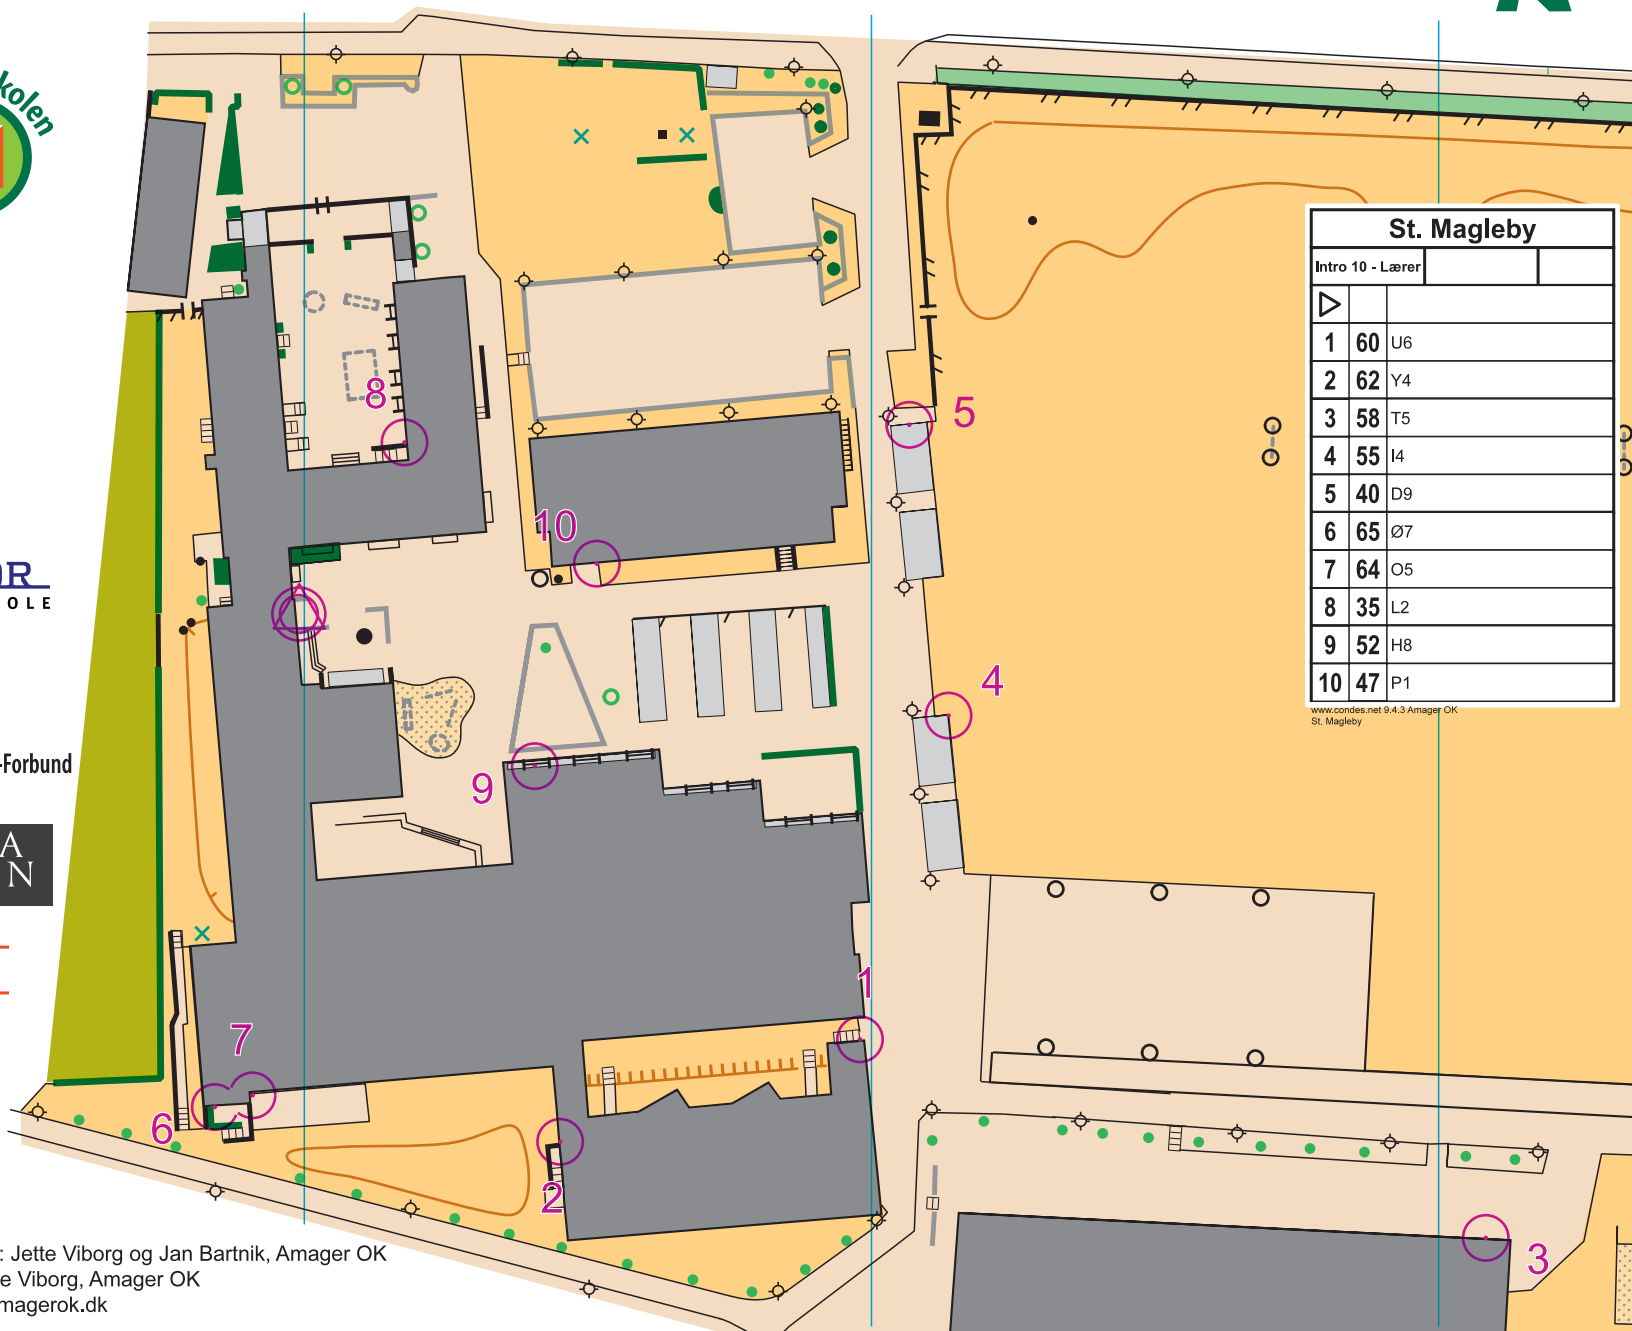 kolen
St. Magleby
Intro 10 - Lærer
1 60 U6
2 62 Y4
3 58 T5
4 55 I4
5 40 D9
6 65 Ø7
7 64 O5
8 35 L2
9 52 H8
10 47 P1
www.condes.net 9.4.3 Amager OK
St. Magleby
8
5
10
OR
OLE
4
-Forbund
9
A
N
1
7
6
2
3
: Jette Viborg og Jan Bartnik, Amager OK
e Viborg, Amager OK
magerok.dk